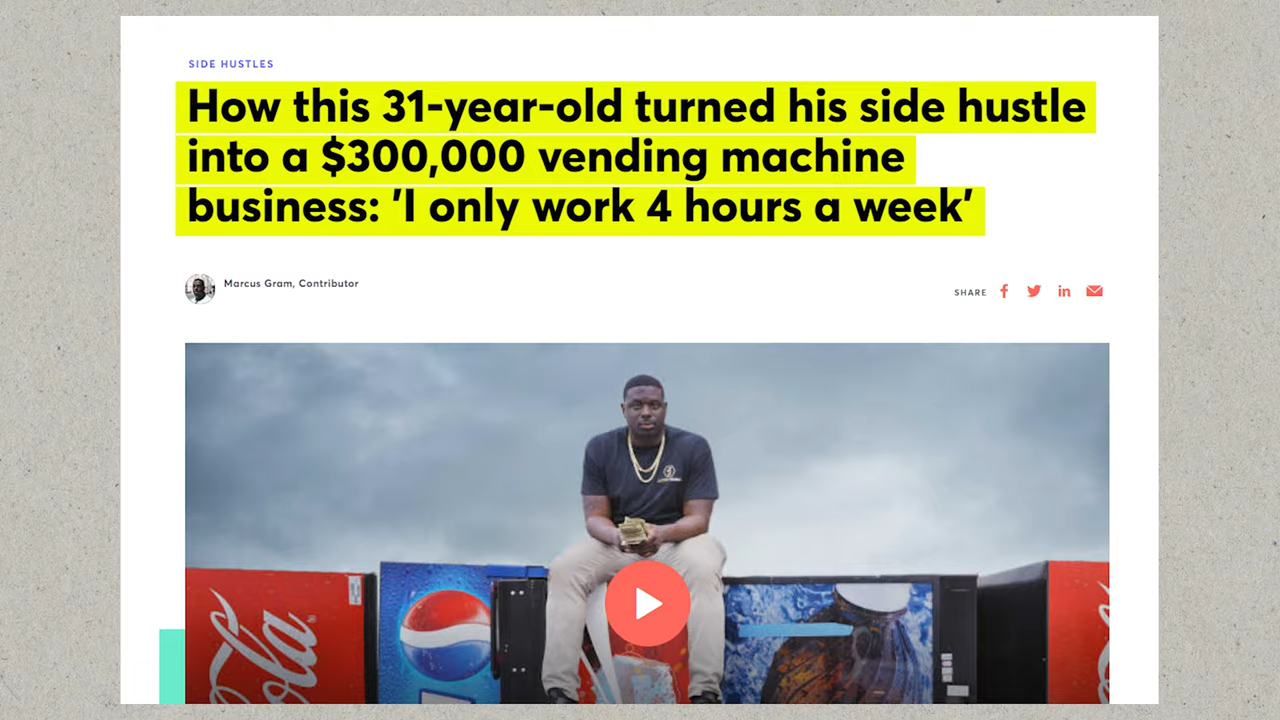 SIDE HUSTLES
How this 31-year-old turned his side hustle
into a $300,000 vending machine
business: 'I only work 4 hours a week'
Marcus Gram, Contributor
SHARE